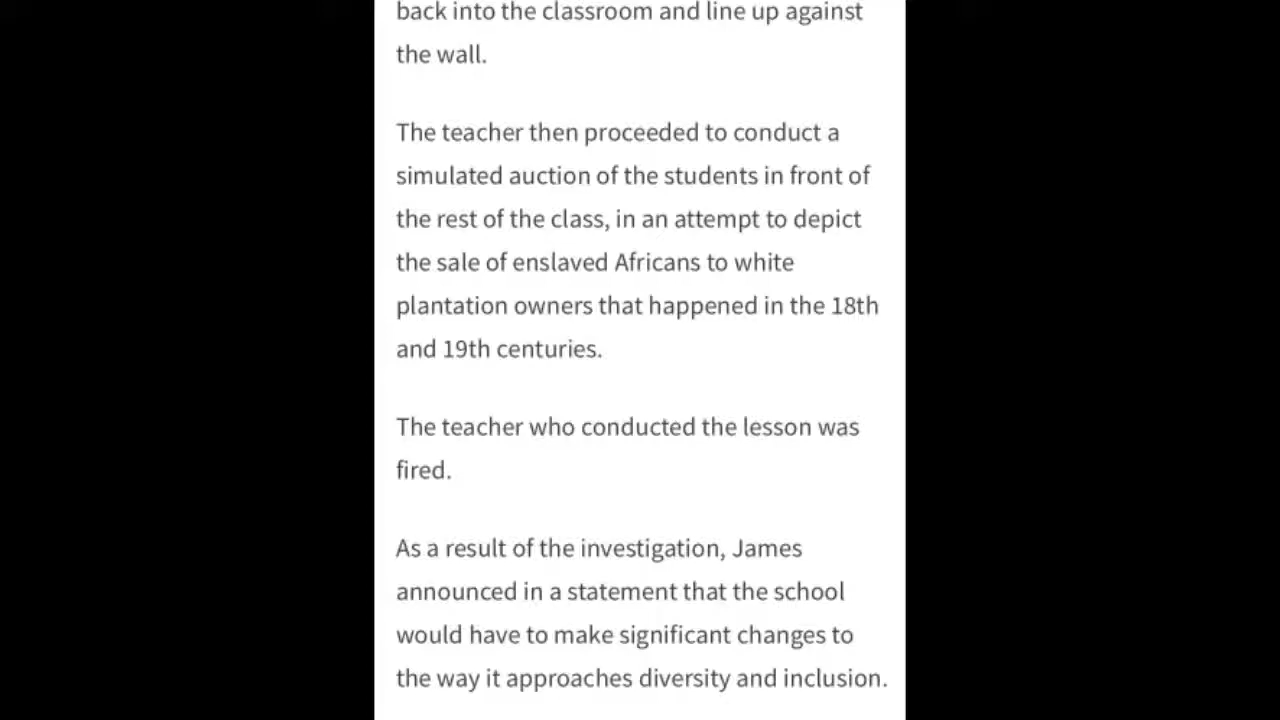 back into the classroom and line up against
the wall.
The teacher then proceeded to conduct a
simulated auction of the students in front of
the rest of the class, in an attempt to depict
the sale of enslaved Africans to white
plantation owners that happened in the 18th
and 19th centuries.
The teacher who conducted the lesson was
fired.
As a result of the investigation, James
announced in a statement that the school
would have to make significant changes to
the way it approaches diversity and inclusion.